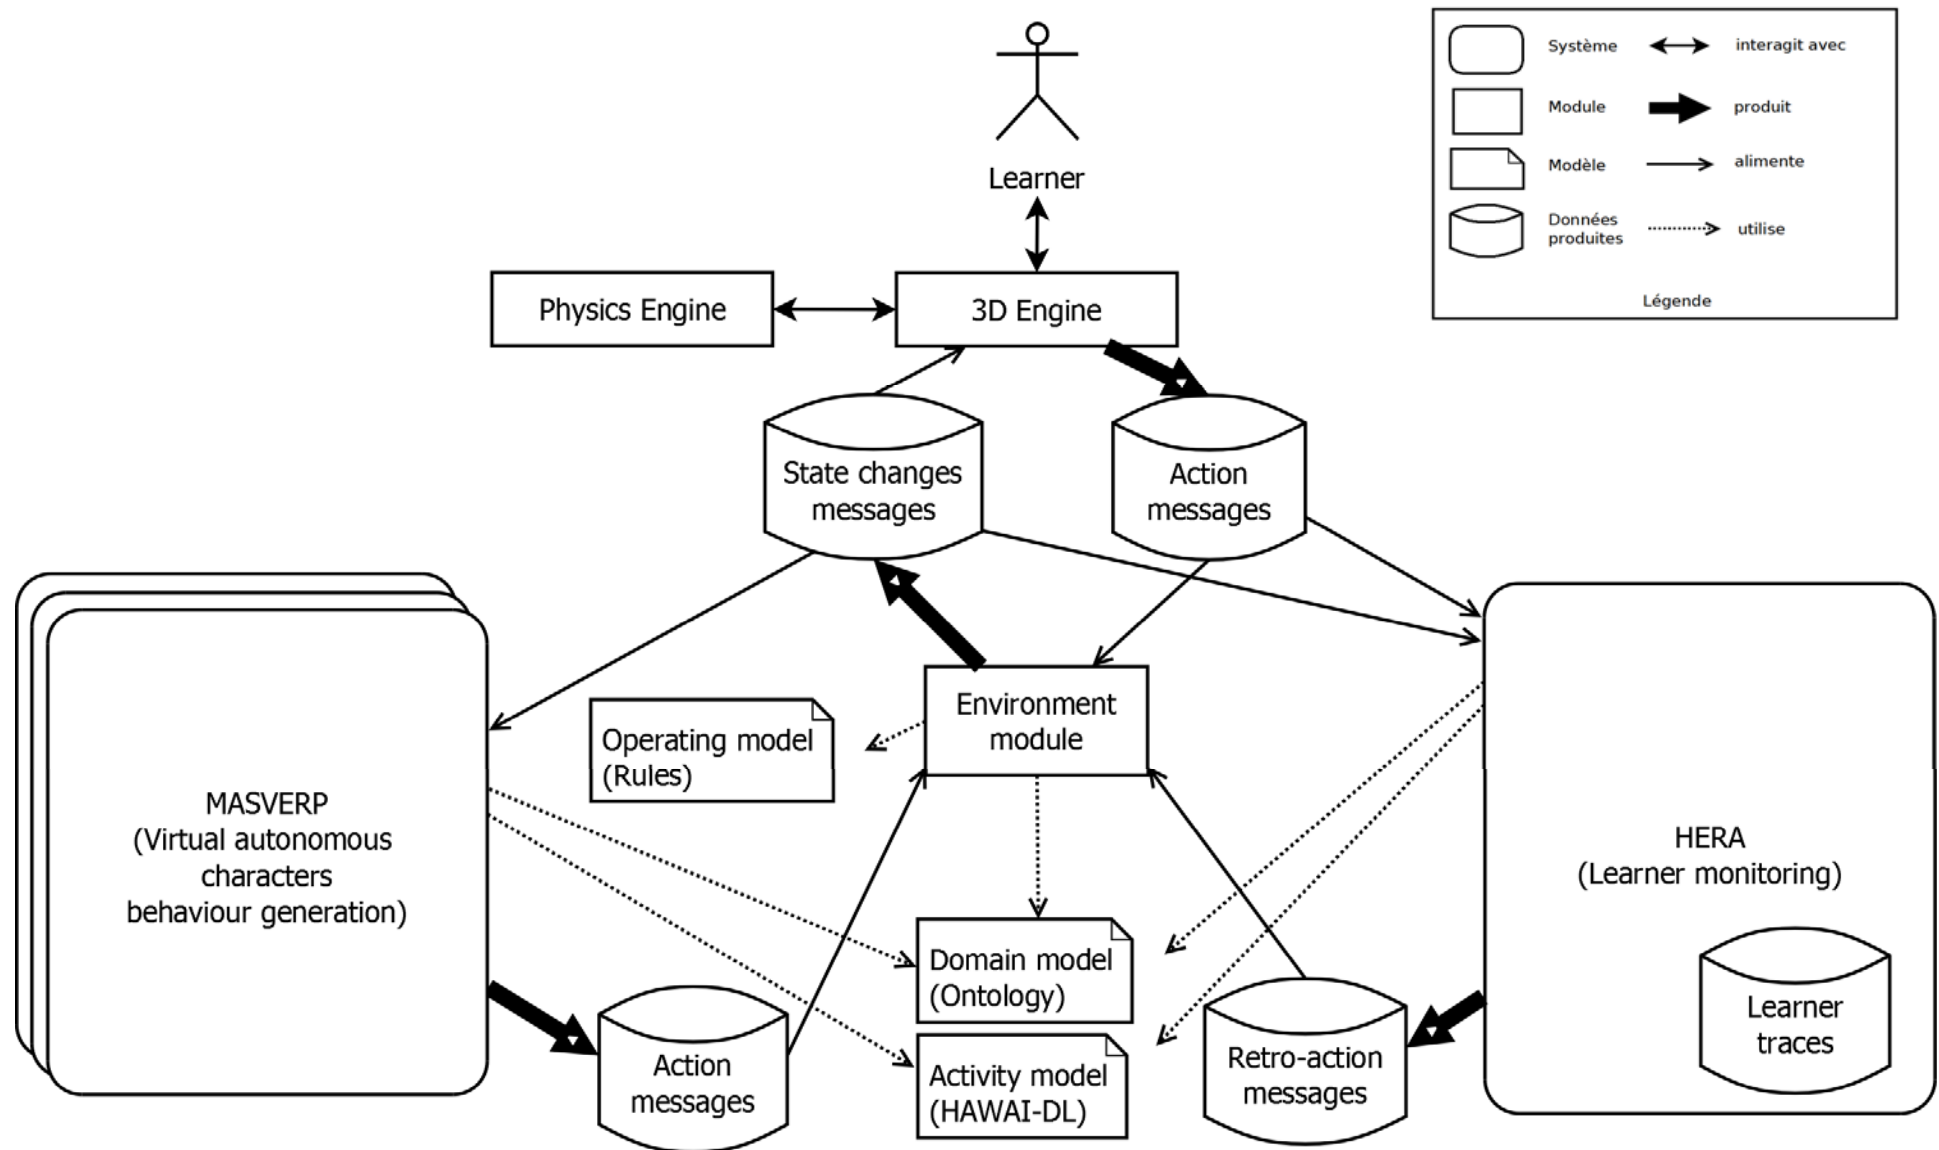 Système
interagit avec
Module
produit
Modèle
alimente
Données
produites
utilise
Légende
Learner
Physics Engine
3D Engine
State changes
messages
Action
messages
Environment
module
Operating model
(Rules)
MASVERP
(Virtual autonomous
characters
behaviour generation)
HERA
(Learner monitoring)
Domain model
(Ontology)
Learner
traces
Action
messages
Activity model
(HAWAI-DL)
Retro-action
messages